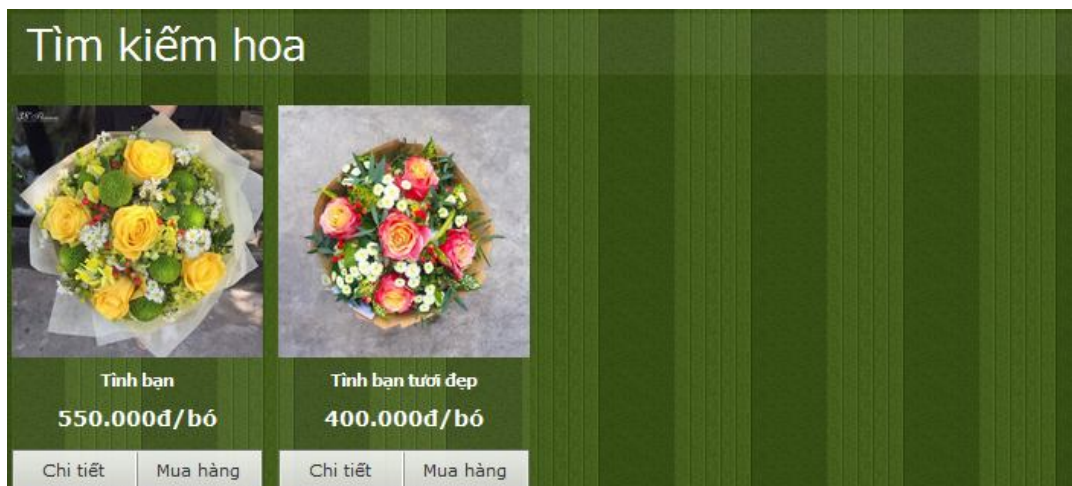 Tìm kiếm hoa
Tình bạn
550.000đ/bó
Chi tiết Mua hàng
Tình bạn tươi đẹp
400.000đ/bó
Chi tiết Mua hàng